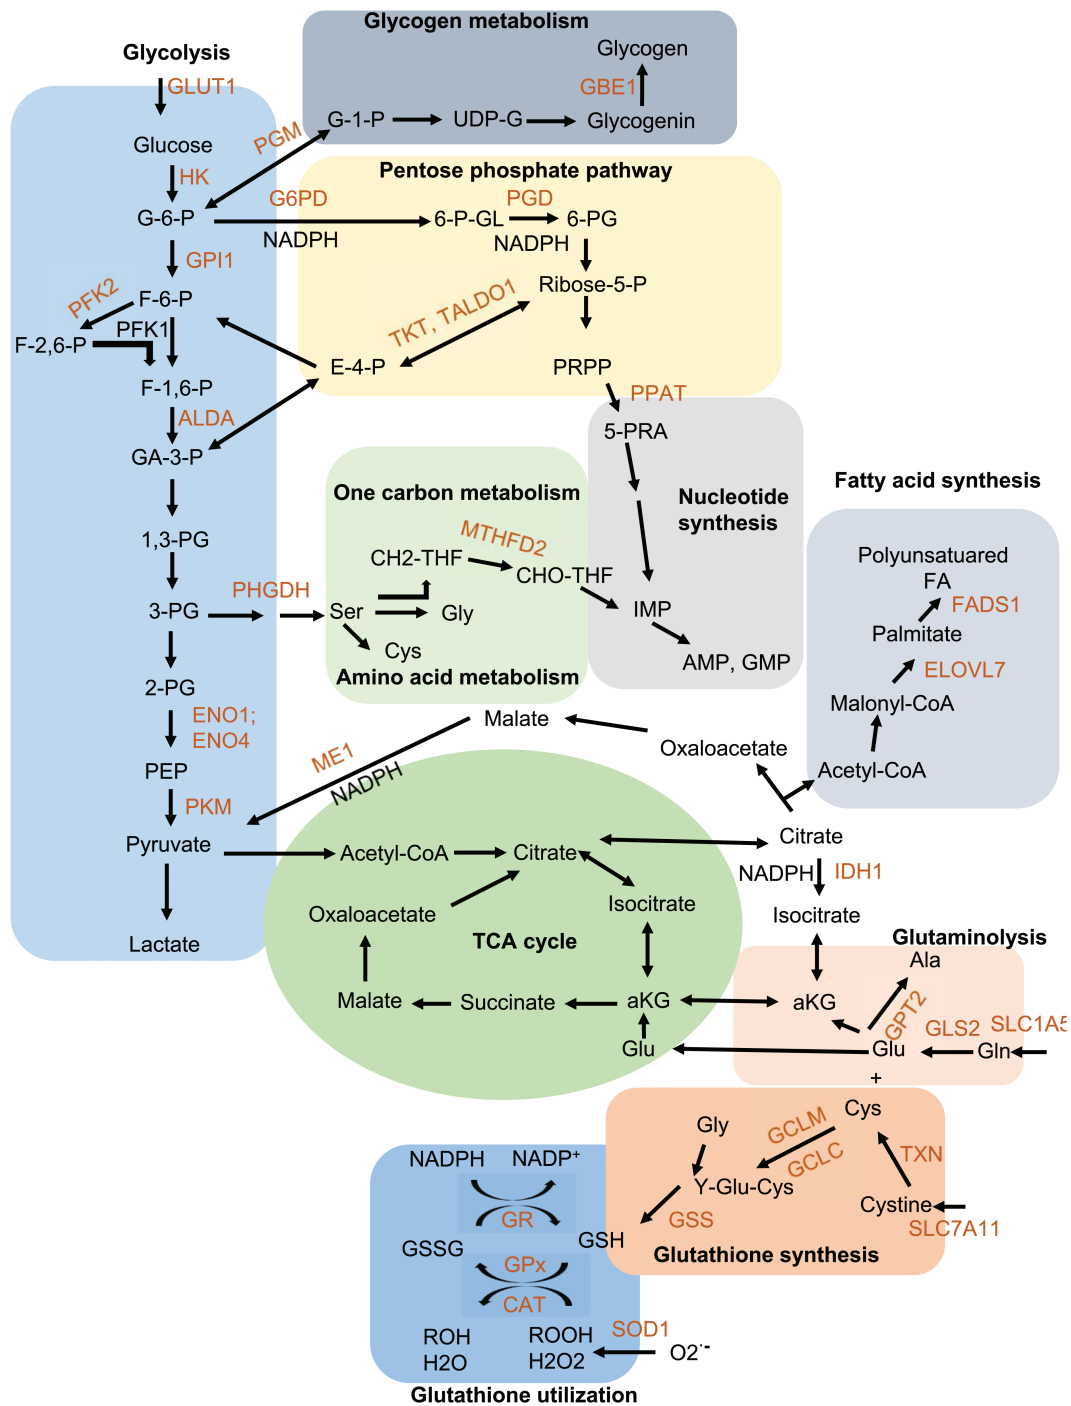 Glycogen metabolism
Glycogen
GBE1
G-1-P
UDP-G
Glycogenin
Glycolysis
GLUT1
Glucose
HK
PGM
G-6-P
GPI1
PFK2
F-6-P
PFK1
F-2,6-P
F-1,6-P
ALDA
GA-3-P
1,3-PG
3-PG
2-PG
ENO1;
ENO4
PEP
PKM
Pyruvate
Lactate
Pentose phosphate pathway
G6PD
NADPH
6-P-GL
PGD
6-PG
NADPH
Ribose-5-P
TKT, TALDO1
E-4-P
PRPP
PPAT
5-PRA
Nucleotide
synthesis
IMP
AMP, GMP
One carbon metabolism
MTHFD2
CH2-THF
CHO-THF
PHGDH
Ser
Gly
Cys
Amino acid metabolism
Fatty acid synthesis
Polyunsatuared
FA
FADS1
Palmitate
ELOVL7
Malonyl-CoA
Acetyl-CoA
Malate
Oxaloacetate
ME1
NADPH
Citrate
NADPH
IDH1
Isocitrate
Acetyl-CoA
Citrate
Oxaloacetate
Isocitrate
TCA cycle
Malate
Succinate
aKG
Glu
Glutaminolysis
Ala
aKG
GPT2
GLS2
SLC1A5
Glu
Gln
+
Cys
Gly
GCLM
GCLC
TXN
Y-Glu-Cys
Cystine
GSS
SLC7A11
Glutathione synthesis
NADPH
NADP+
GR
GSSG
GSH
GPx
CAT
ROH
H2O
ROOH
H2O2
SOD1
O2·-
Glutathione utilization